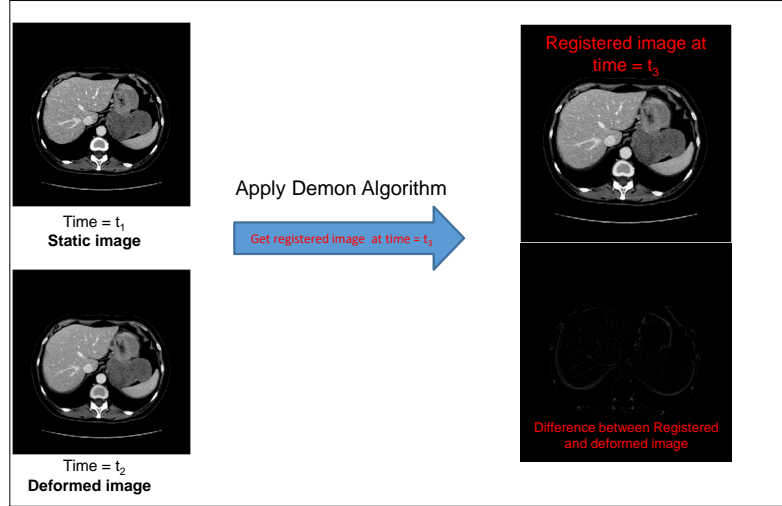 Time = t₁
Static image
Time = t₂
Deformed image
Apply Demon Algorithm
Get registered image at time = t₃
Registered image at
time = t₃
Difference between Registered
and deformed image